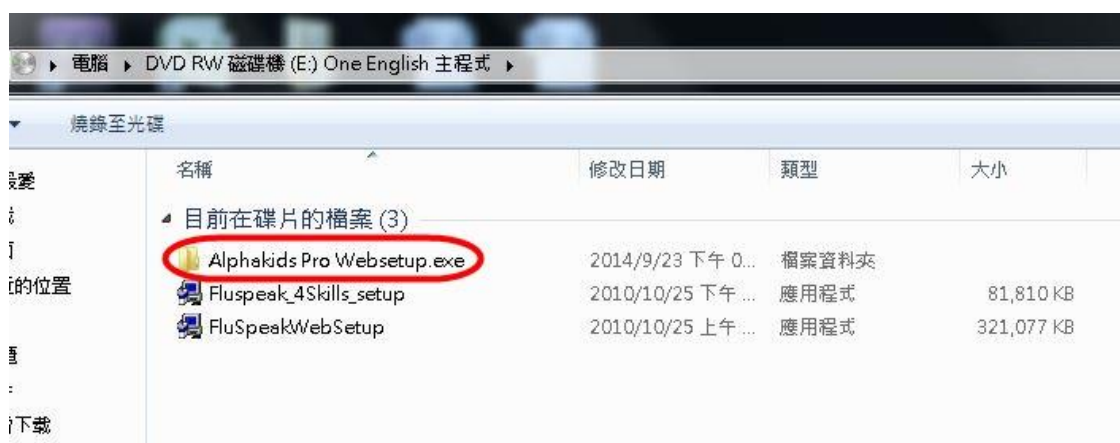 電腦 ▸ DVD RW 磁碟機 (E:) One English 主程式 ▸
燒錄至光碟
名稱 修改日期 類型 大小
目前在碟片的檔案 (3)
Alphakids Pro Websetup.exe 2014/9/23 下午 0... 檔案資料夾
Fluspeak_4Skills_setup 2010/10/25 下午 ... 應用程式 81,810 KB
的位置
FluSpeakWebSetup 2010/10/25 上午 ... 應用程式 321,077 KB
下載